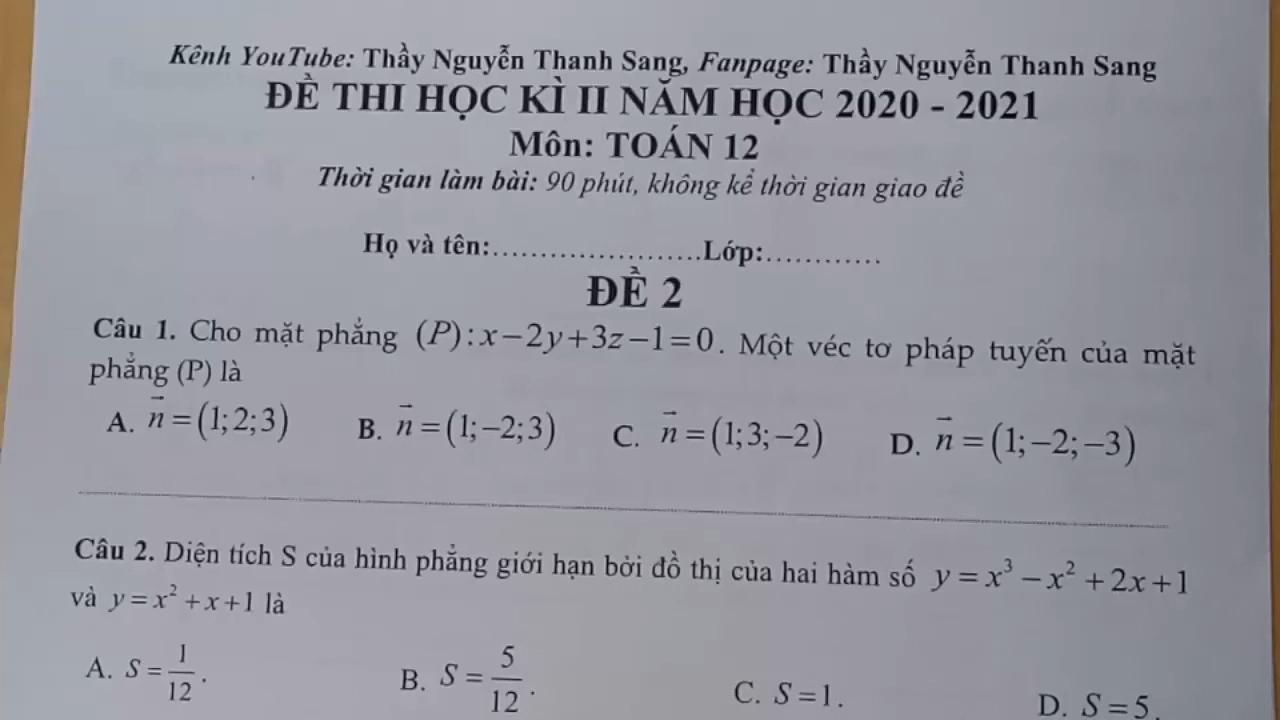 Kênh YouTube: Thầy Nguyễn Thanh Sang, Fanpage: Thầy Nguyễn Thanh Sang
ĐỀ THI HỌC KÌ II NĂM HỌC 2020 - 2021
Môn: TOÁN 12
Thời gian làm bài: 90 phút, không kể thời gian giao đề
Họ và tên:......................Lớp:............
ĐỀ 2
Câu 1. Cho mặt phẳng (P):x−2y+3z−1=0. Một véc tơ pháp tuyến của mặt
phẳng (P) là
A. n⃗=(1;2;3) B. n⃗=(1;−2;3) C. n⃗=(1;3;−2) D. n⃗=(1;−2;−3)
Câu 2. Diện tích S của hình phẳng giới hạn bởi đồ thị của hai hàm số y=x³−x²+2x+1
và y=x²+x+1 là
A. S=1/12. B. S=5/12. C. S=1. D. S=5.